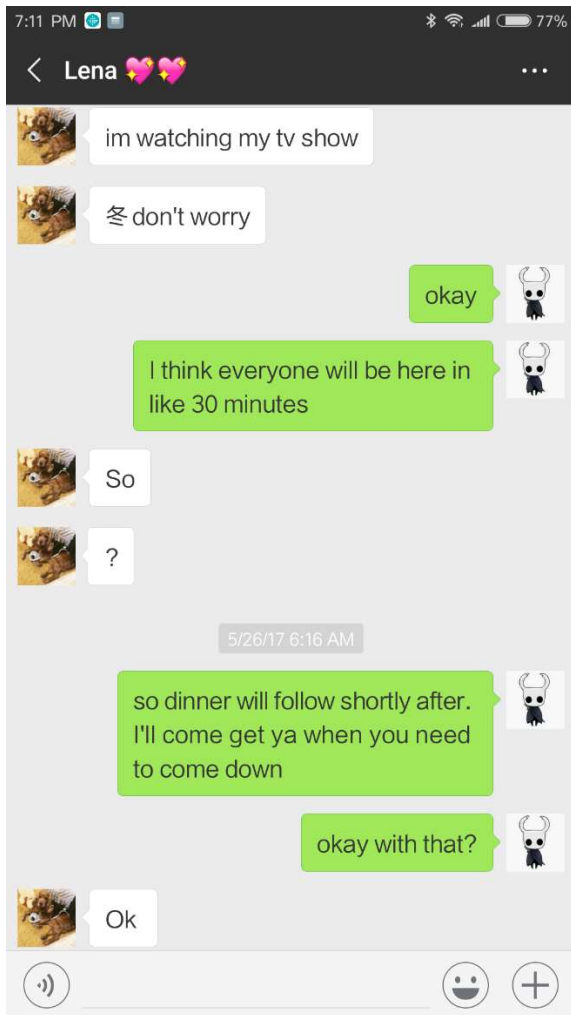 7:11 PM
77%
Lena 💖💖
im watching my tv show
冬 don't worry
okay
I think everyone will be here in
like 30 minutes
So
?
5/26/17 6:16 AM
so dinner will follow shortly after.
I'll come get ya when you need
to come down
okay with that?
Ok